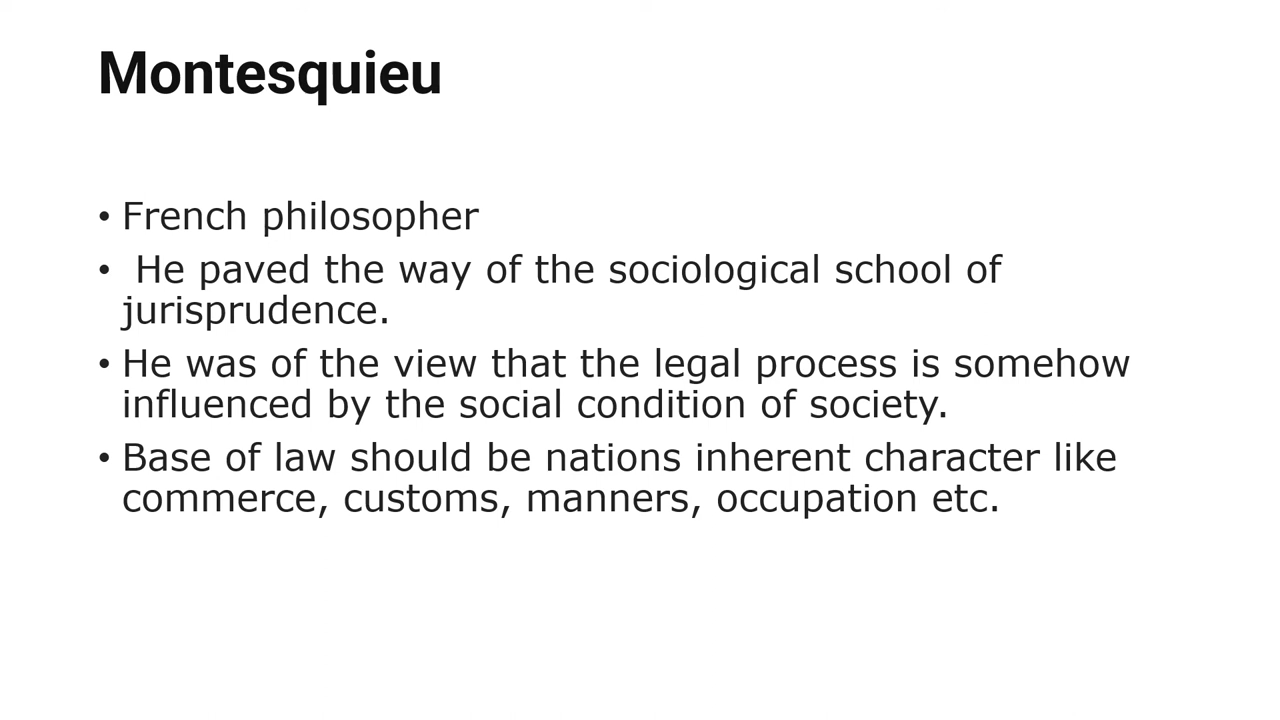 Montesquieu
• French philosopher
• He paved the way of the sociological school of
jurisprudence.
• He was of the view that the legal process is somehow
influenced by the social condition of society.
• Base of law should be nations inherent character like
commerce, customs, manners, occupation etc.